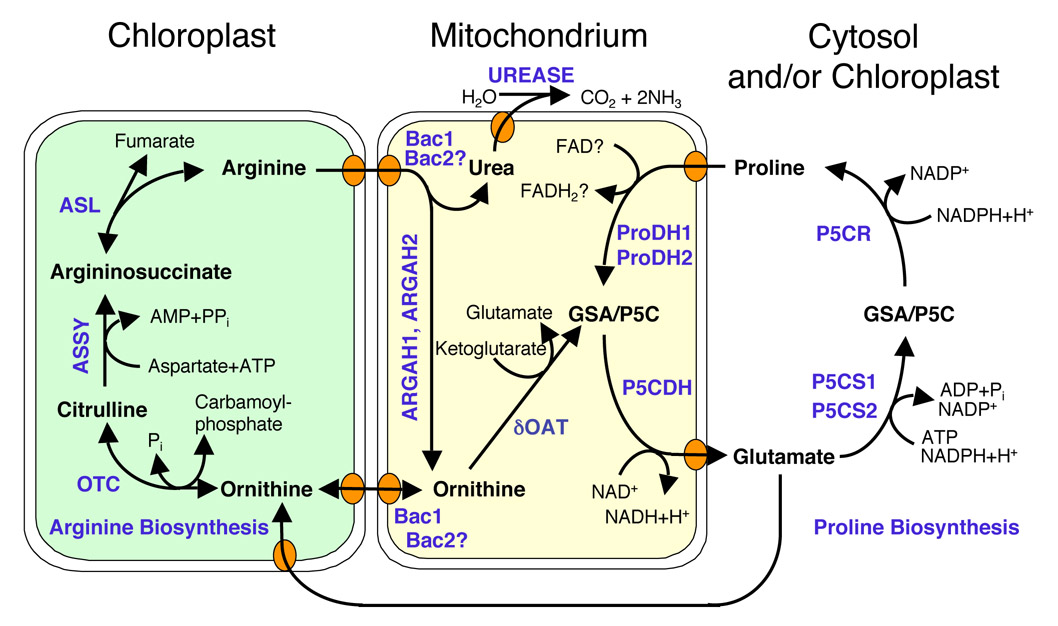 Chloroplast
Mitochondrium
Cytosol
and/or Chloroplast
UREASE
H₂O
CO₂ + 2NH₃
Fumarate
Arginine
ASL
Argininosuccinate
ASSY
AMP+PPᵢ
Aspartate+ATP
Citrulline
Carbamoyl-
phosphate
Pᵢ
OTC
Ornithine
Arginine Biosynthesis
Bac1
Bac2?
Urea
FAD?
FADH₂?
ProDH1
ProDH2
ARGAH1, ARGAH2
Glutamate
GSA/P5C
Ketoglutarate
P5CDH
δOAT
Ornithine
NAD⁺
NADH+H⁺
Bac1
Bac2?
Proline
NADP⁺
NADPH+H⁺
P5CR
GSA/P5C
P5CS1
P5CS2
ADP+Pᵢ
NADP⁺
ATP
NADPH+H⁺
Glutamate
Proline Biosynthesis